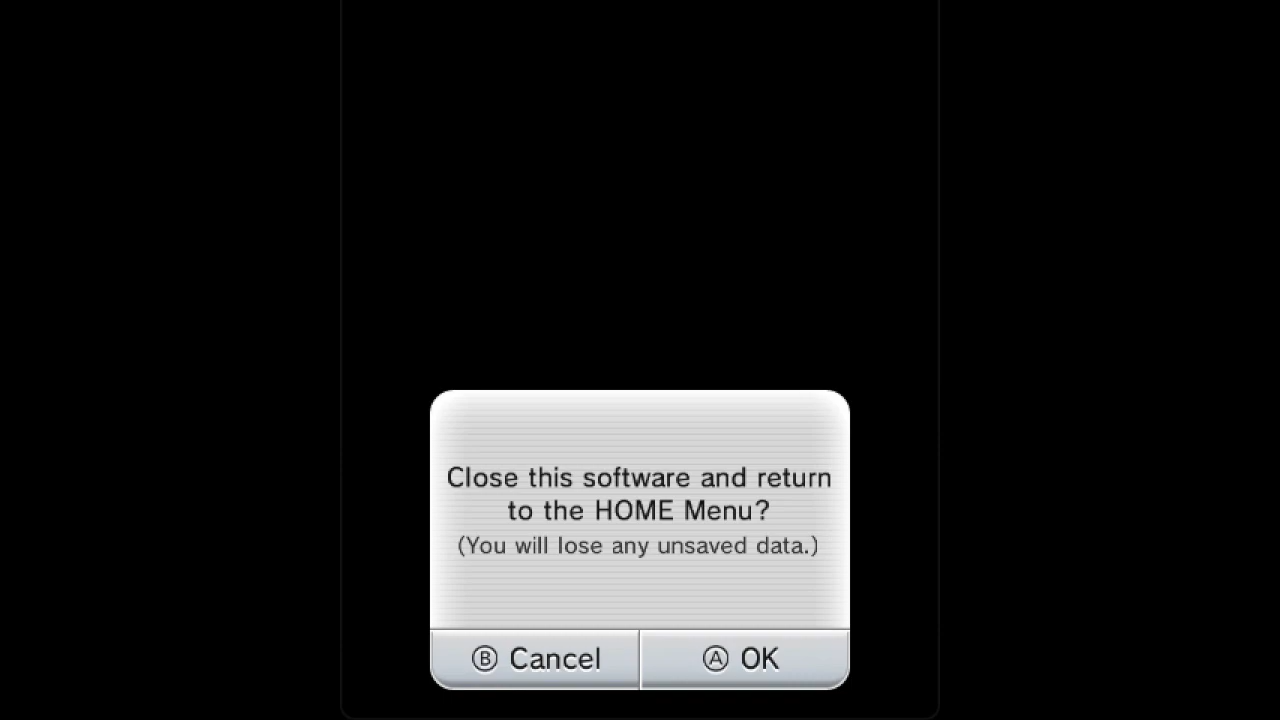 Close this software and return
to the HOME Menu?
(You will lose any unsaved data.)
Ⓑ Cancel
Ⓐ OK